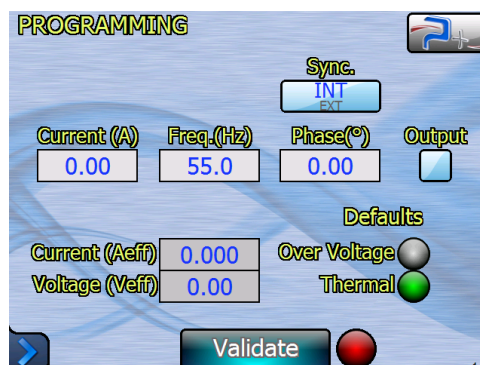 PROGRAMMING
Sync.
INT
EXT
Current (A) Freq.(Hz) Phase(°) Output
0.00 55.0 0.00
Defaults
Current (Aeff) 0.000 Over Voltage
Voltage (Veff) 0.00 Thermal
Validate